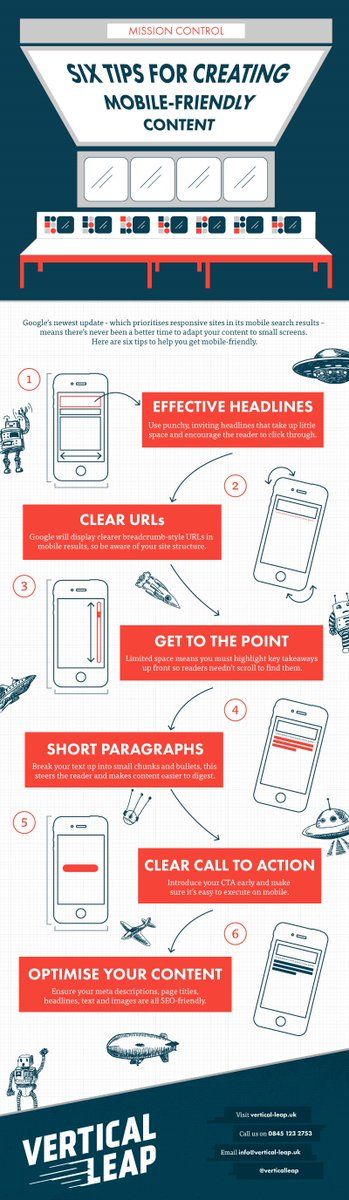 MISSION CONTROL
SIX TIPS FOR CREATING
MOBILE-FRIENDLY
CONTENT
Google's newest update - which prioritises responsive sites in its mobile search results –
means there's never been a better time to adapt your content to small screens.
Here are six tips to help you get mobile-friendly.
1
EFFECTIVE HEADLINES
Use punchy, inviting headlines that take up little
space and encourage the reader to click through.
2
CLEAR URLs
Google will display clearer breadcrumb-style URLs in
mobile results, so be aware of your site structure.
3
GET TO THE POINT
Limited space means you must highlight key takeaways
up front so readers needn't scroll to find them.
4
SHORT PARAGRAPHS
Break your text up into small chunks and bullets, this
steers the reader and makes content easier to digest.
5
CLEAR CALL TO ACTION
Introduce your CTA early and make
sure it's easy to execute on mobile.
6
OPTIMISE YOUR CONTENT
Ensure your meta descriptions, page titles,
headlines, text and images are all SEO-friendly.
VERTICAL
LEAP
Visit vertical-leap.uk
Call us on 0845 123 2753
Email info@vertical-leap.uk
@verticalleap